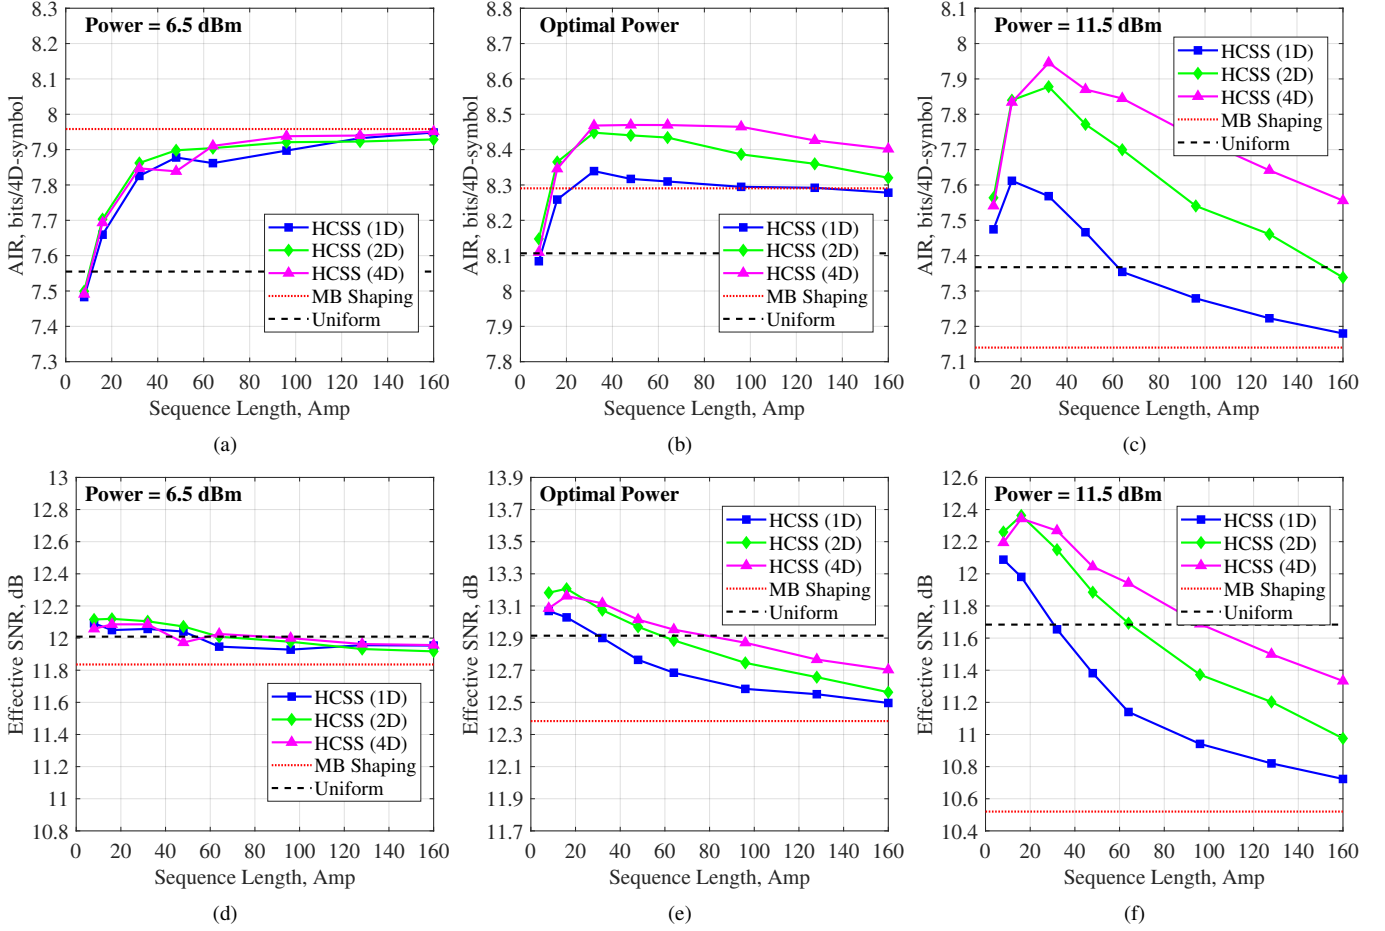 Power = 6.5 dBm
AIR, bits/4D-symbol
8.3
8.2
8.1
8
7.9
7.8
7.7
7.6
7.5
7.4
7.3
HCSS (1D)
HCSS (2D)
HCSS (4D)
MB Shaping
Uniform
0 20 40 60 80 100 120 140 160
Sequence Length, Amp
(a)
Optimal Power
AIR, bits/4D-symbol
8.8
8.7
8.6
8.5
8.4
8.3
8.2
8.1
8
7.9
7.8
HCSS (1D)
HCSS (2D)
HCSS (4D)
MB Shaping
Uniform
0 20 40 60 80 100 120 140 160
Sequence Length, Amp
(b)
Power = 11.5 dBm
AIR, bits/4D-symbol
8.1
8
7.9
7.8
7.7
7.6
7.5
7.4
7.3
7.2
7.1
HCSS (1D)
HCSS (2D)
HCSS (4D)
MB Shaping
Uniform
0 20 40 60 80 100 120 140 160
Sequence Length, Amp
(c)
Power = 6.5 dBm
Effective SNR, dB
13
12.8
12.6
12.4
12.2
12
11.8
11.6
11.4
11.2
11
10.8
HCSS (1D)
HCSS (2D)
HCSS (4D)
MB Shaping
Uniform
0 20 40 60 80 100 120 140 160
Sequence Length, Amp
(d)
Optimal Power
Effective SNR, dB
13.9
13.7
13.5
13.3
13.1
12.9
12.7
12.5
12.3
12.1
11.9
11.7
HCSS (1D)
HCSS (2D)
HCSS (4D)
MB Shaping
Uniform
0 20 40 60 80 100 120 140 160
Sequence Length, Amp
(e)
Power = 11.5 dBm
Effective SNR, dB
12.6
12.4
12.2
12
11.8
11.6
11.4
11.2
11
10.8
10.6
10.4
HCSS (1D)
HCSS (2D)
HCSS (4D)
MB Shaping
Uniform
0 20 40 60 80 100 120 140 160
Sequence Length, Amp
(f)